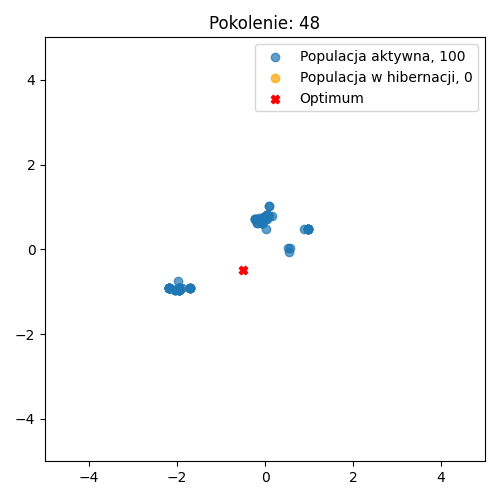 Pokolenie: 48
Populacja aktywna, 100
Populacja w hibernacji, 0
Optimum
4
2
0
−2
−4
−4 −2 0 2 4